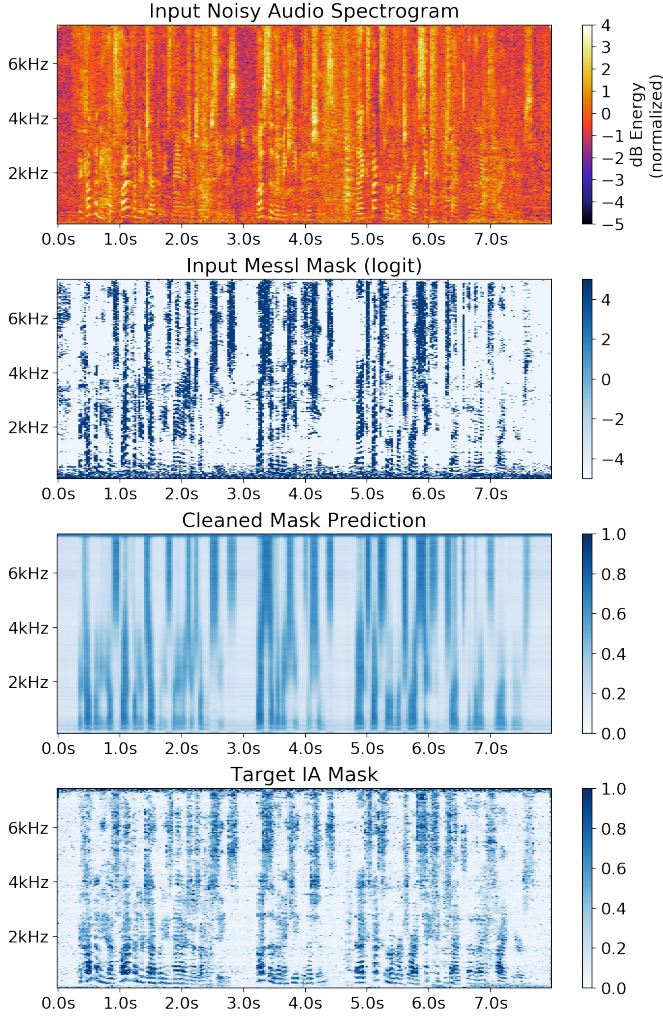 Input Noisy Audio Spectrogram
6kHz
4kHz
2kHz
0.0s 1.0s 2.0s 3.0s 4.0s 5.0s 6.0s 7.0s
4
3
2
1
0
−1
−2
−3
−4
−5
dB Energy
(normalized)
Input Messl Mask (logit)
6kHz
4kHz
2kHz
0.0s 1.0s 2.0s 3.0s 4.0s 5.0s 6.0s 7.0s
4
2
0
−2
−4
Cleaned Mask Prediction
6kHz
4kHz
2kHz
0.0s 1.0s 2.0s 3.0s 4.0s 5.0s 6.0s 7.0s
1.0
0.8
0.6
0.4
0.2
0.0
Target IA Mask
6kHz
4kHz
2kHz
0.0s 1.0s 2.0s 3.0s 4.0s 5.0s 6.0s 7.0s
1.0
0.8
0.6
0.4
0.2
0.0